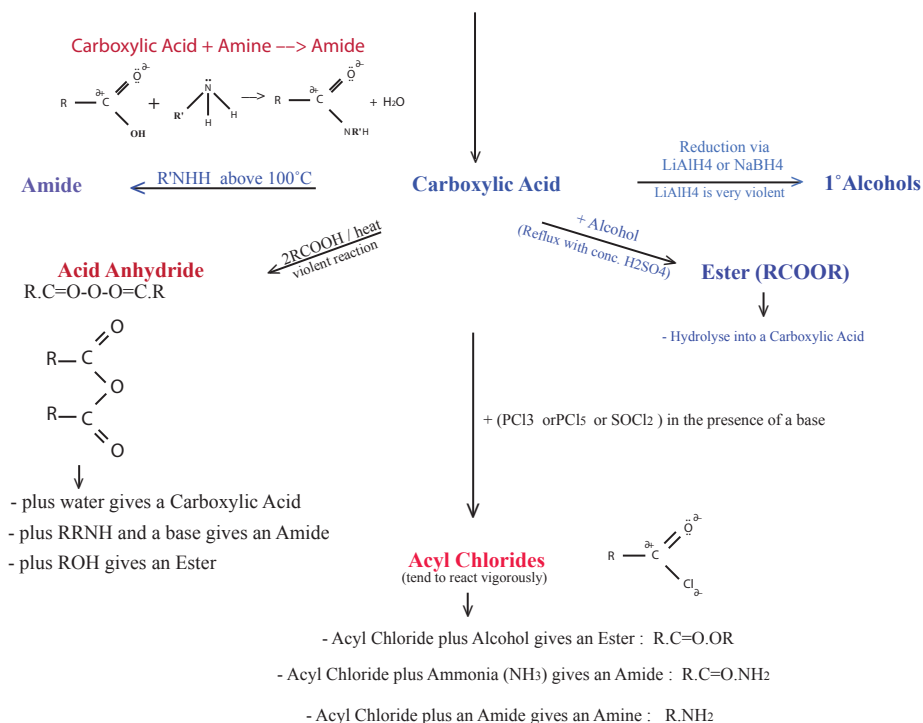 Carboxylic Acid + Amine --> Amide
R C ∂+ O ∂- OH + R' N H H --> R C ∂+ O ∂- N R'H + H2O
Amide
R'NHH above 100˚C
Carboxylic Acid
Reduction via
LiAlH4 or NaBH4
LiAlH4 is very violent
1˚Alcohols
2RCOOH / heat
violent reaction
+ Alcohol
(Reflux with conc. H2SO4)
Acid Anhydride
R.C=O-O-O=C.R
Ester (RCOOR)
- Hydrolyse into a Carboxylic Acid
O
R C
O
R C
O
+ (PCl3 orPCl5 or SOCl2 ) in the presence of a base
- plus water gives a Carboxylic Acid
- plus RRNH and a base gives an Amide
- plus ROH gives an Ester
Acyl Chlorides
(tend to react vigorously)
R C ∂+ O ∂- Cl ∂-
- Acyl Chloride plus Alcohol gives an Ester : R.C=O.OR
- Acyl Chloride plus Ammonia (NH3) gives an Amide : R.C=O.NH2
- Acyl Chloride plus an Amide gives an Amine : R.NH2